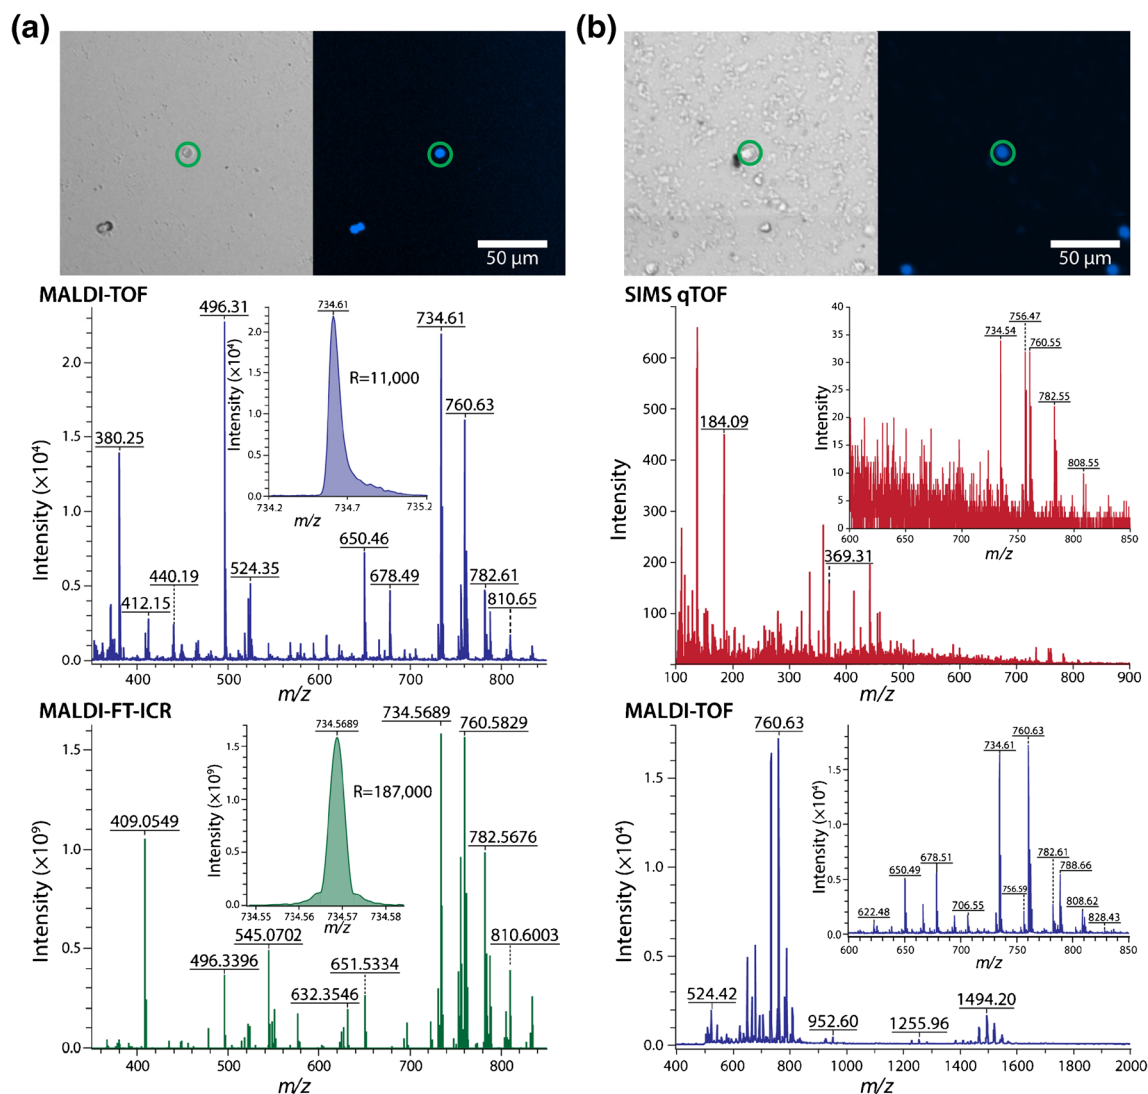 (a)
(b)
50 μm
50 μm
MALDI-TOF
Intensity (×10⁴)
2.0
1.5
1.0
0.5
0.0
400 500 600 700 800
m/z
380.25
412.15
440.19
496.31
524.35
650.46
678.49
734.61
760.63
782.61
810.65
734.61
R=11,000
Intensity (×10⁴)
2.0
1.5
1.0
0.5
0.0
734.2 734.7 735.2
m/z
SIMS qTOF
Intensity
600
500
400
300
200
100
100 200 300 400 500 600 700 800 900
m/z
184.09
369.31
Intensity
40
35
30
25
20
15
10
5
0
600 650 700 750 800 850
m/z
734.54
756.47
760.55
782.55
808.55
MALDI-FT-ICR
Intensity (×10⁹)
1.5
1.0
0.5
0.0
400 500 600 700 800
m/z
409.0549
496.3396
545.0702
632.3546
651.5334
734.5689
760.5829
782.5676
810.6003
734.5689
R=187,000
Intensity (×10⁹)
1.5
1.0
0.5
0.0
734.55 734.56 734.57 734.58
m/z
MALDI-TOF
Intensity (×10⁴)
1.5
1.0
0.5
0.0
400 600 800 1000 1200 1400 1600 1800 2000
m/z
524.42
760.63
952.60
1255.96
1494.20
Intensity (×10⁴)
1.5
1.0
0.5
0.0
600 650 700 750 800 850
m/z
622.48
650.49
678.51
706.55
734.61
756.59
760.63
782.61
788.66
808.62
828.43